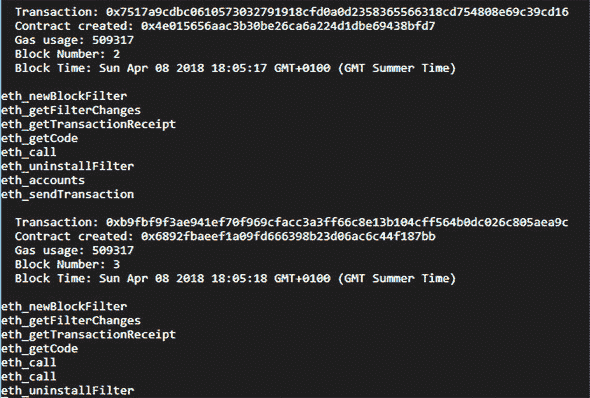 Transaction: 0x7517a9cdbc0610573032791918cfd0a0d2358365566318cd754808e69c39cd16
Contract created: 0x4e015656aac3b30be26ca6a224d1dbe69438bfd7
Gas usage: 509317
Block Number: 2
Block Time: Sun Apr 08 2018 18:05:17 GMT+0100 (GMT Summer Time)
eth_newBlockFilter
eth_getFilterChanges
eth_getTransactionReceipt
eth_getCode
eth_call
eth_uninstallFilter
eth_accounts
eth_sendTransaction
Transaction: 0xb9fbf9f3ae941ef70f969cfacc3a3ff66c8e13b104cff564b0dc026c805aea9c
Contract created: 0x6892fbaeef1a09fd666398b23d06ac6c44f187bb
Gas usage: 509317
Block Number: 3
Block Time: Sun Apr 08 2018 18:05:18 GMT+0100 (GMT Summer Time)
eth_newBlockFilter
eth_getFilterChanges
eth_getTransactionReceipt
eth_getCode
eth_call
eth_call
eth_uninstallFilter